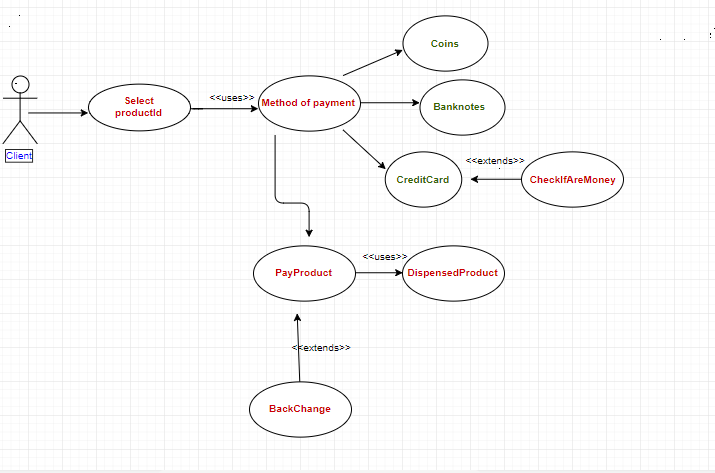 Coins
Select
productId
<<uses>>
Method of payment
Banknotes
Client
CreditCard
<<extends>>
CheckIfAreMoney
PayProduct
<<uses>>
DispensedProduct
<<extends>>
BackChange